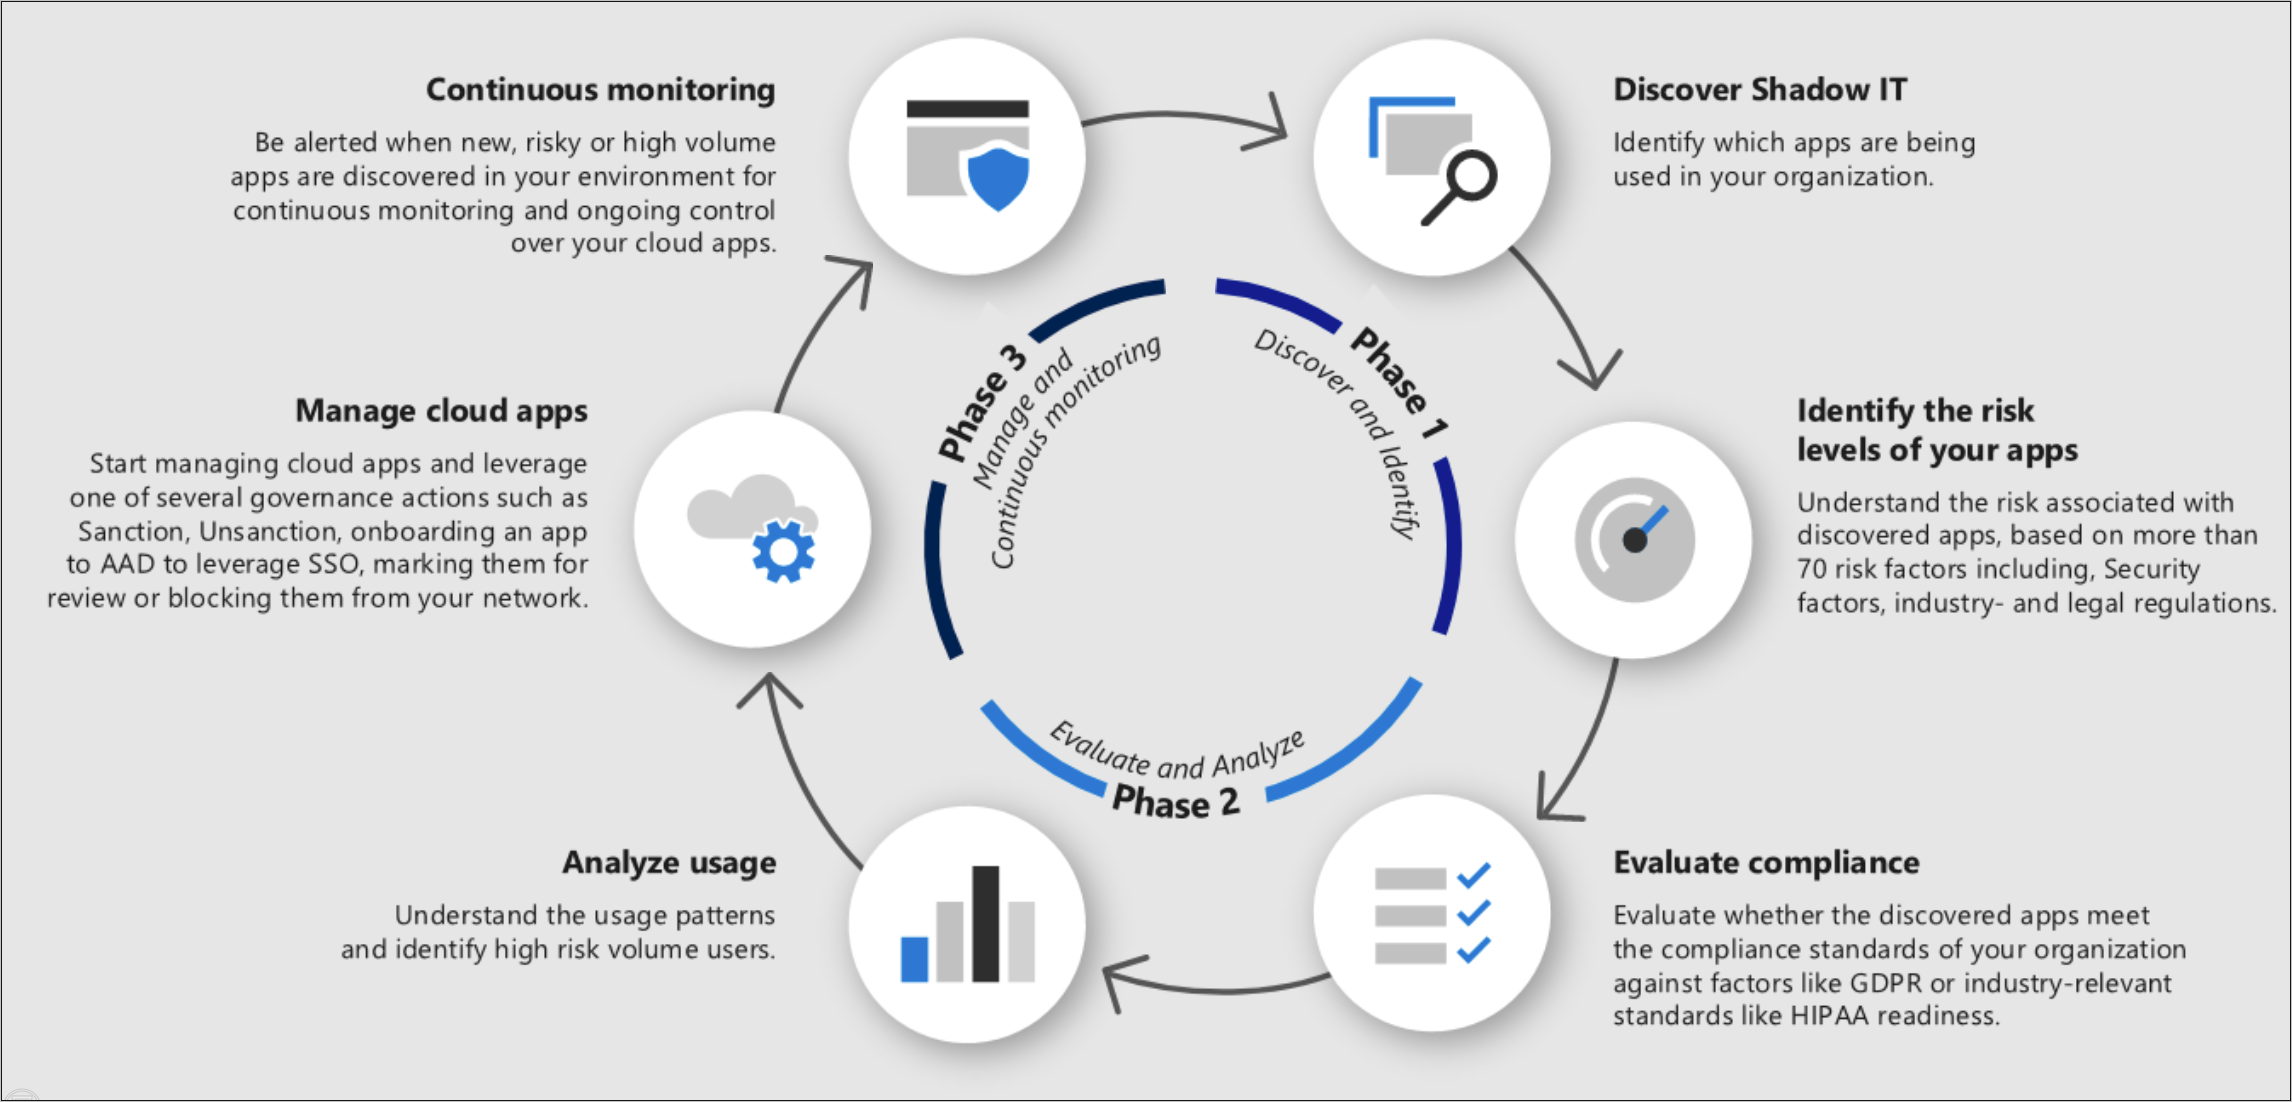 Continuous monitoring
Be alerted when new, risky or high volume
apps are discovered in your environment for
continuous monitoring and ongoing control
over your cloud apps.
Discover Shadow IT
Identify which apps are being
used in your organization.
Phase 1
Discover and Identify
Identify the risk
levels of your apps
Understand the risk associated with
discovered apps, based on more than
70 risk factors including, Security
factors, industry- and legal regulations.
Evaluate and Analyze
Phase 2
Evaluate compliance
Evaluate whether the discovered apps meet
the compliance standards of your organization
against factors like GDPR or industry-relevant
standards like HIPAA readiness.
Analyze usage
Understand the usage patterns
and identify high risk volume users.
Phase 3
Manage and
Continuous monitoring
Manage cloud apps
Start managing cloud apps and leverage
one of several governance actions such as
Sanction, Unsanction, onboarding an app
to AAD to leverage SSO, marking them for
review or blocking them from your network.